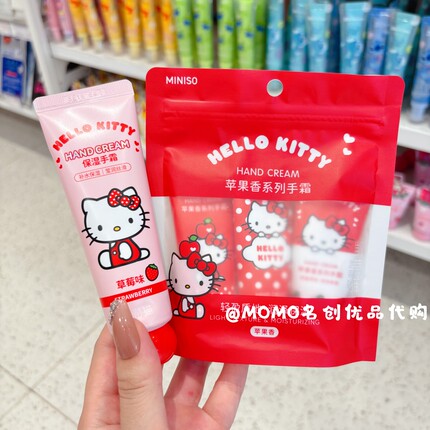 HELLO KITTY
HAND CREAM
保湿手霜
草莓味
STRAWBERRY
MINISO
HELLO KITTY
HAND CREAM
苹果香系列手霜
HELLO
KITTY
@MOMO名创优品代购
苹果香